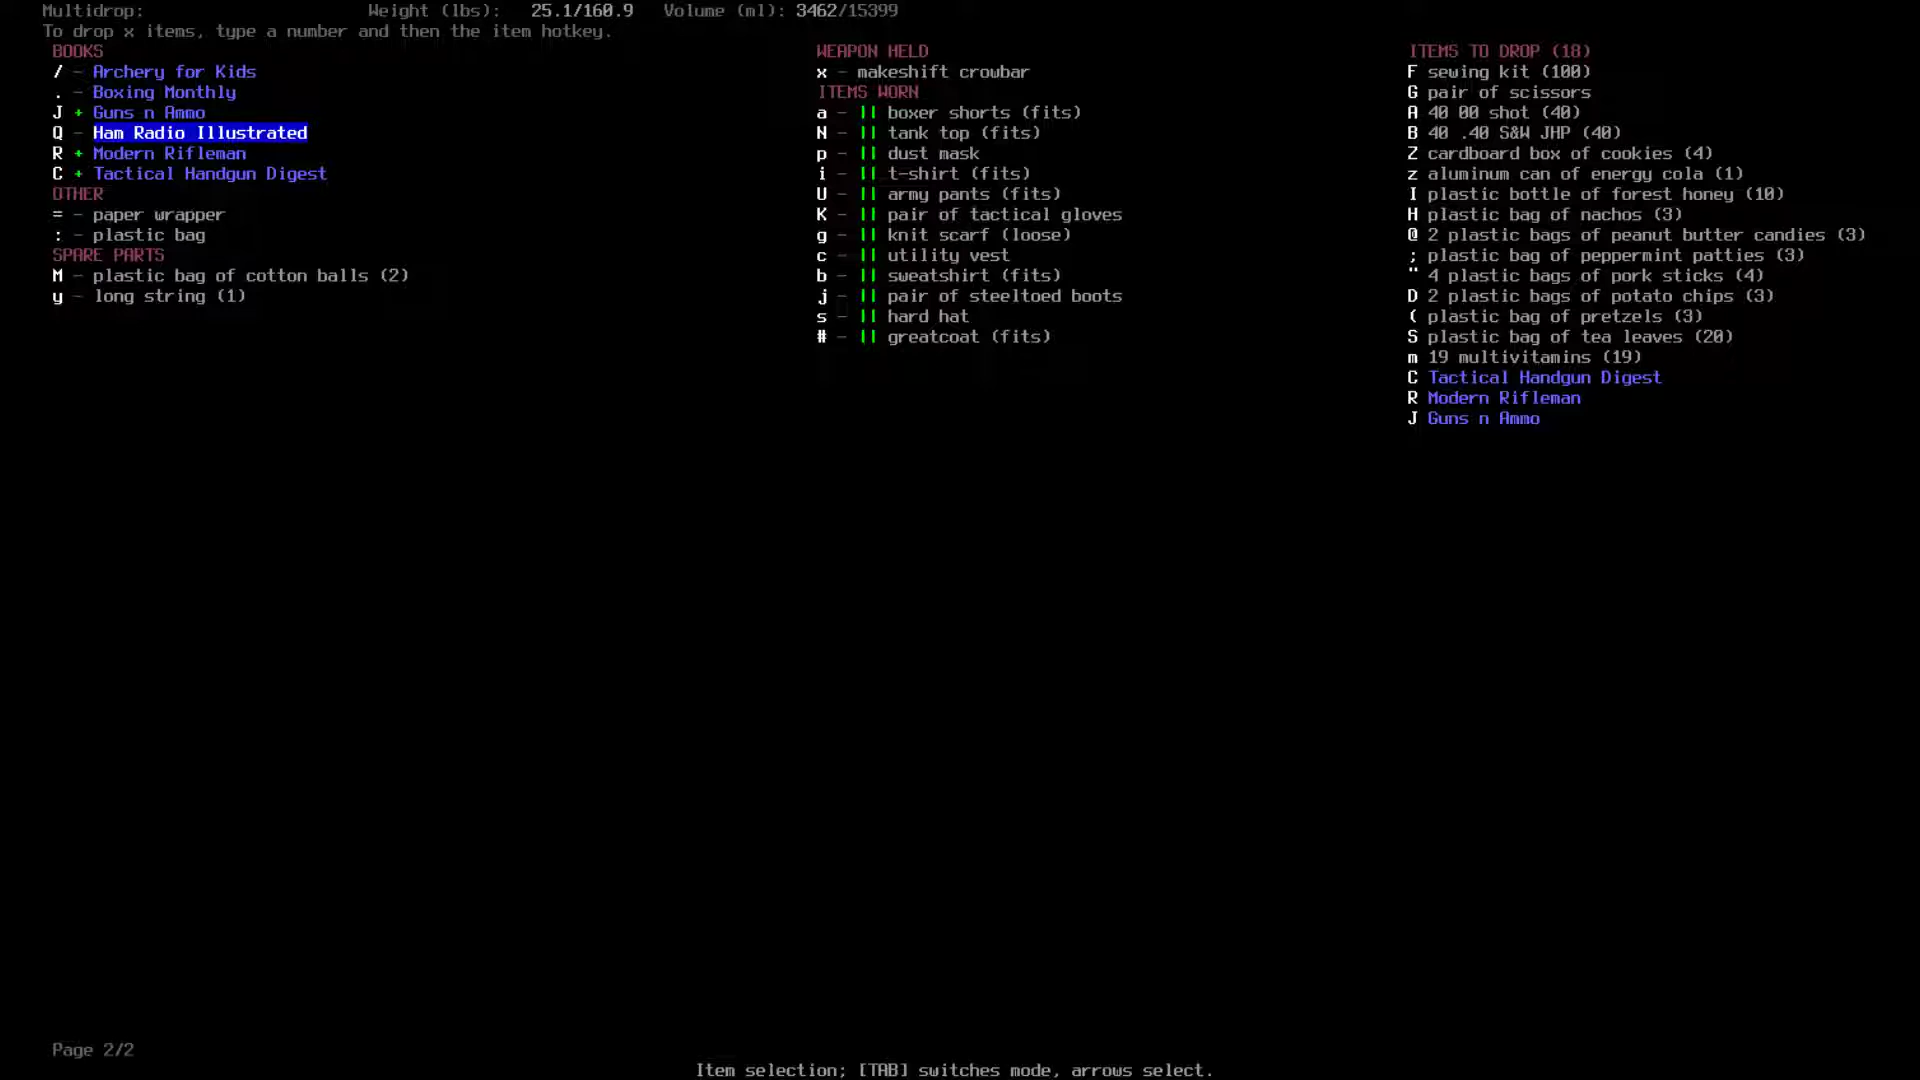 Multidrop: Weight (lbs): 25.1/160.9 Volume (ml): 3462/15399
To drop x items, type a number and then the item hotkey.
BOOKS
/ - Archery for Kids
. - Boxing Monthly
J + Guns n Ammo
Q - Ham Radio Illustrated
R + Modern Rifleman
C + Tactical Handgun Digest
OTHER
= - paper wrapper
: - plastic bag
SPARE PARTS
M - plastic bag of cotton balls (2)
y - long string (1)
WEAPON HELD
x - makeshift crowbar
ITEMS WORN
a - || boxer shorts (fits)
N - || tank top (fits)
p - || dust mask
i - || t-shirt (fits)
U - || army pants (fits)
K - || pair of tactical gloves
g - || knit scarf (loose)
c - || utility vest
b - || sweatshirt (fits)
j - || pair of steeltoed boots
s - || hard hat
# - || greatcoat (fits)
ITEMS TO DROP (18)
F sewing kit (100)
G pair of scissors
A 40 00 shot (40)
B 40 .40 S&W JHP (40)
Z cardboard box of cookies (4)
z aluminum can of energy cola (1)
I plastic bottle of forest honey (10)
H plastic bag of nachos (3)
@ 2 plastic bags of peanut butter candies (3)
; plastic bag of peppermint patties (3)
" 4 plastic bags of pork sticks (4)
D 2 plastic bags of potato chips (3)
( plastic bag of pretzels (3)
S plastic bag of tea leaves (20)
m 19 multivitamins (19)
C Tactical Handgun Digest
R Modern Rifleman
J Guns n Ammo
Page 2/2
Item selection; [TAB] switches mode, arrows select.